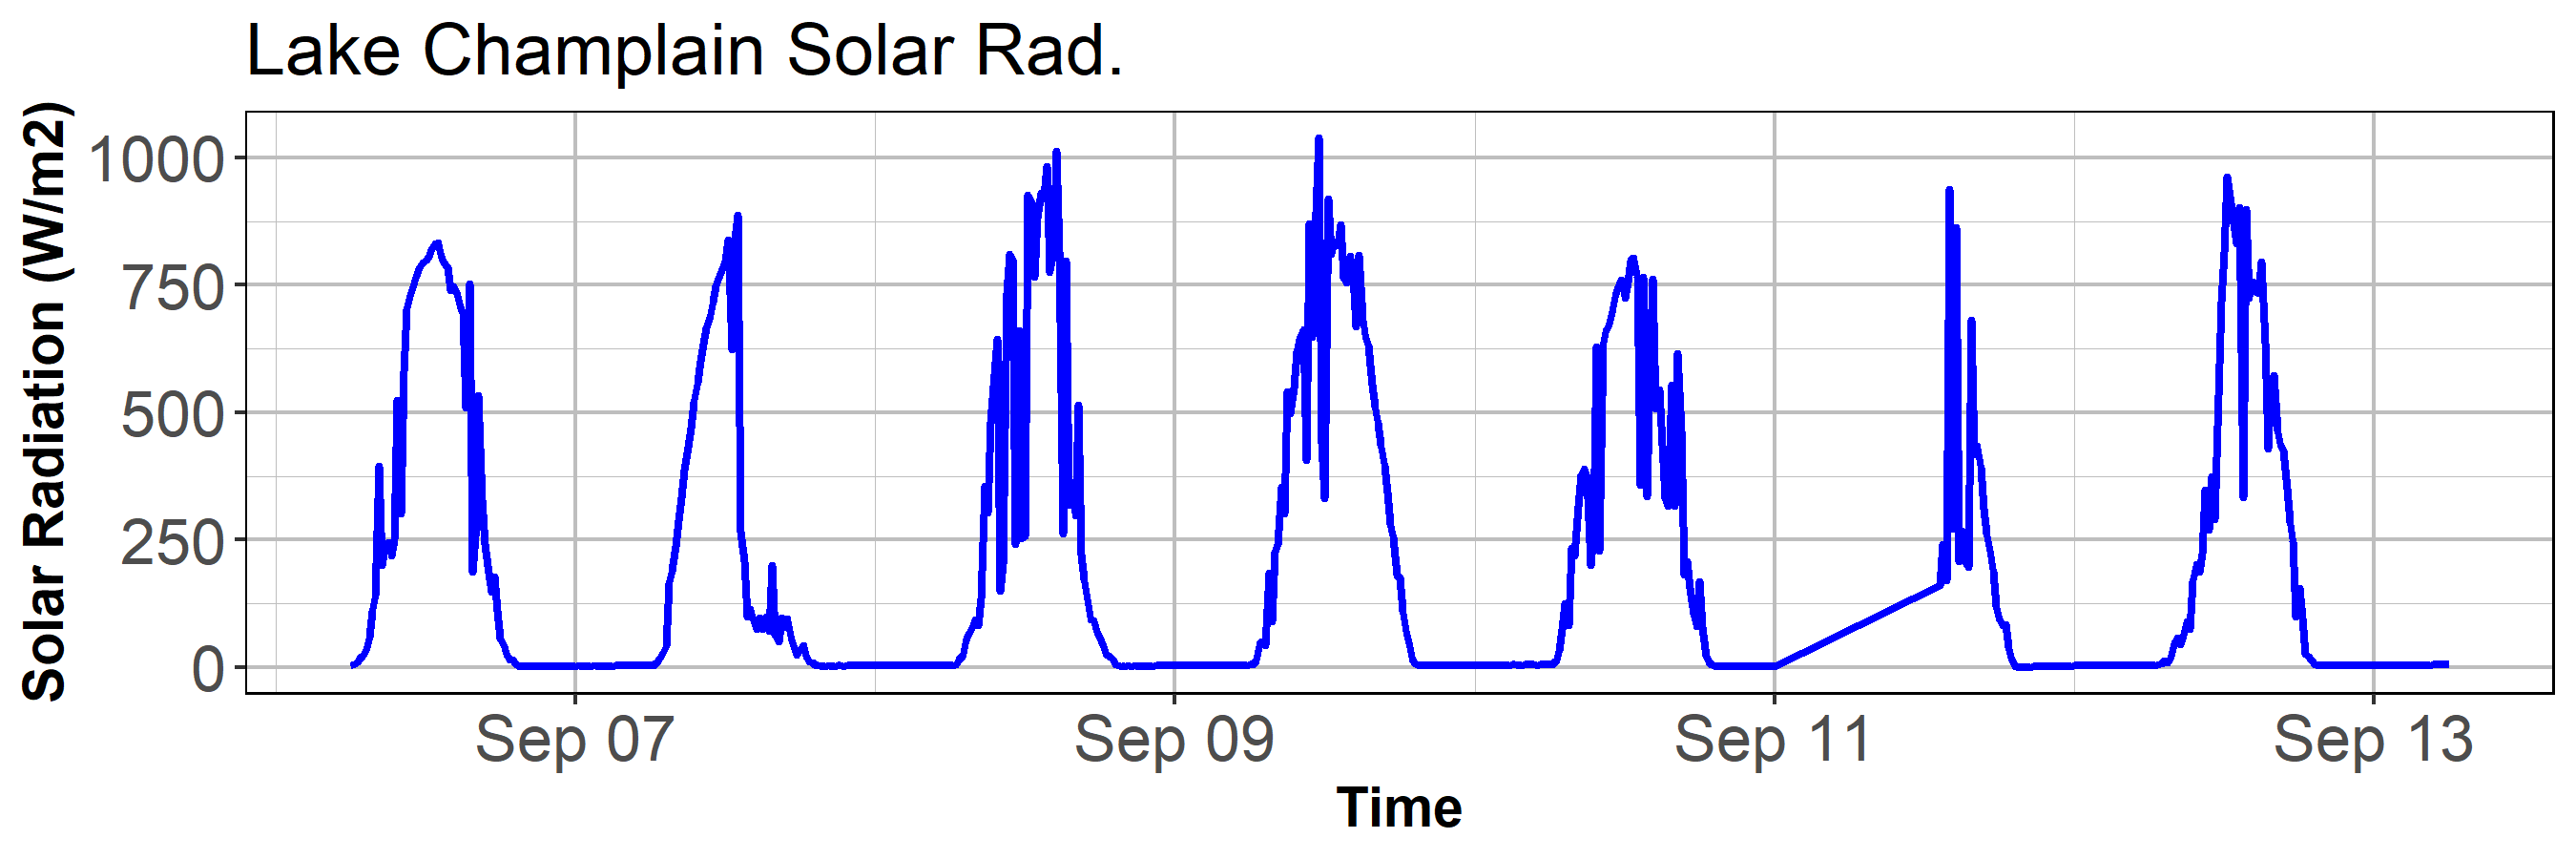 Lake Champlain Solar Rad.
Solar Radiation (W/m2)
1000
750
500
250
0
Sep 07
Sep 09
Sep 11
Sep 13
Time